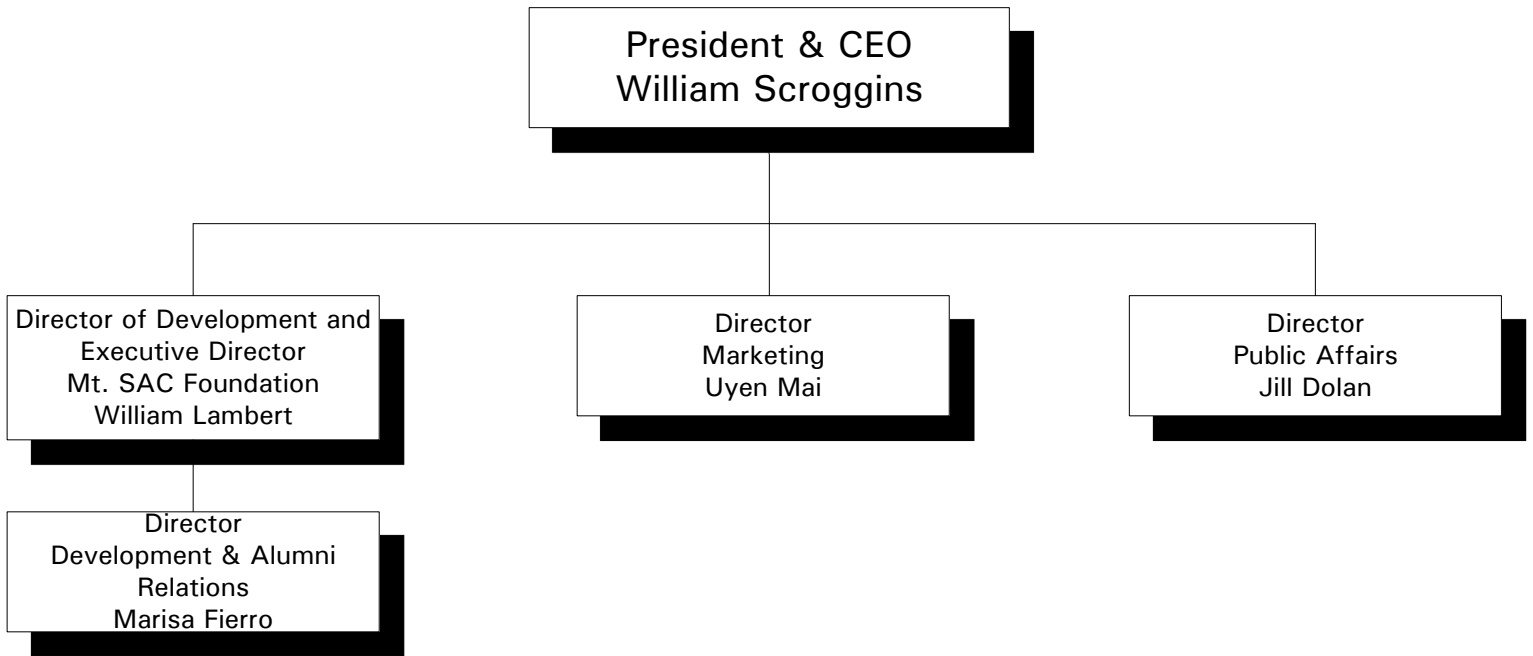 President & CEO
William Scroggins
Director of Development and
Executive Director
Mt. SAC Foundation
William Lambert
Director
Marketing
Uyen Mai
Director
Public Affairs
Jill Dolan
Director
Development & Alumni
Relations
Marisa Fierro